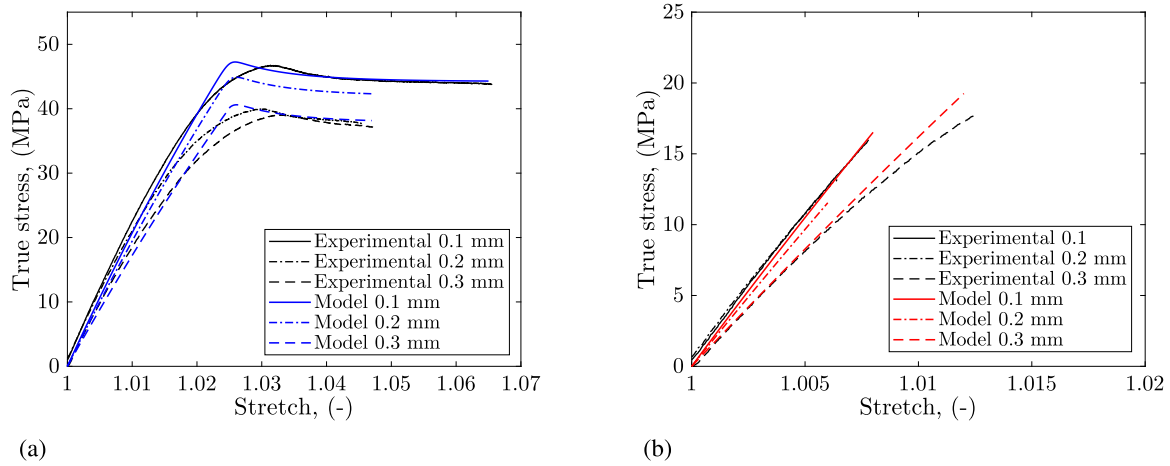 True stress, (MPa)
50
40
30
20
10
0
Experimental 0.1 mm
Experimental 0.2 mm
Experimental 0.3 mm
Model 0.1 mm
Model 0.2 mm
Model 0.3 mm
1 1.01 1.02 1.03 1.04 1.05 1.06 1.07
Stretch, (-)
(a)
True stress, (MPa)
25
20
15
10
5
0
Experimental 0.1
Experimental 0.2 mm
Experimental 0.3 mm
Model 0.1 mm
Model 0.2 mm
Model 0.3 mm
1 1.005 1.01 1.015 1.02
Stretch, (-)
(b)